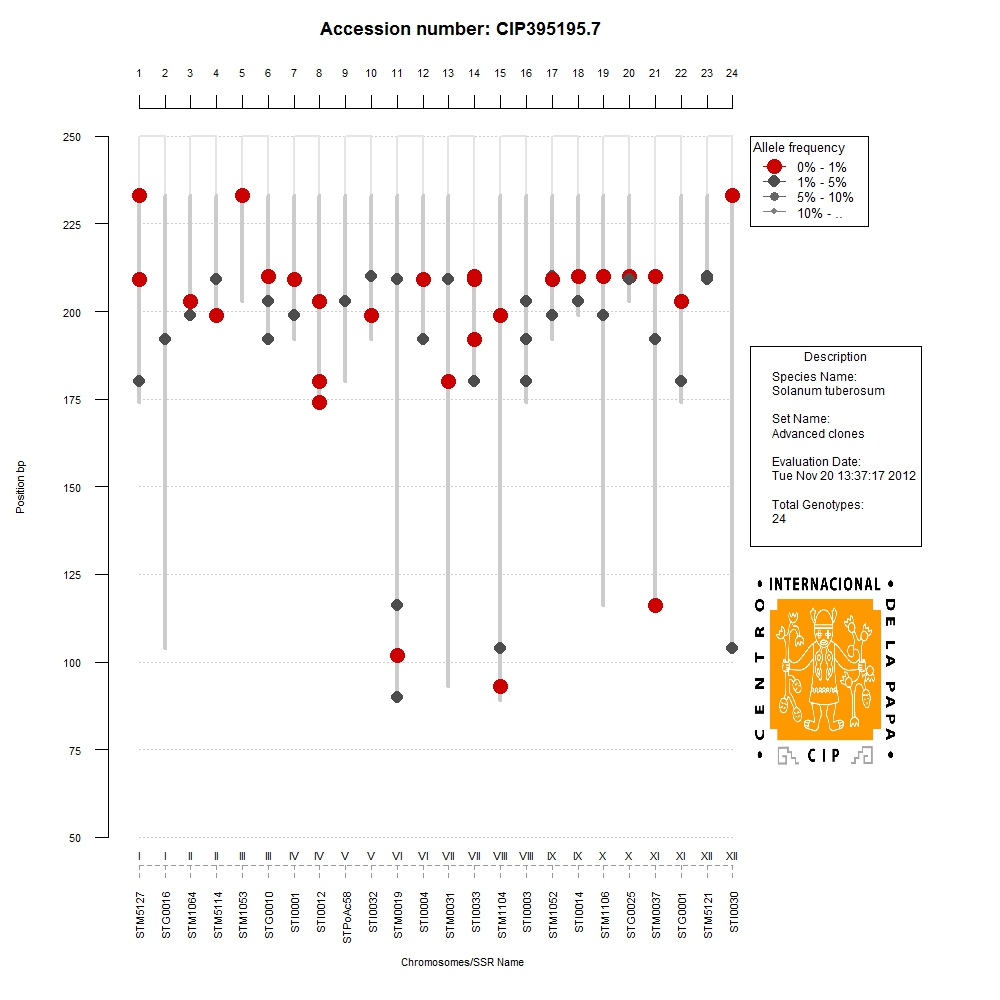 Accession number: CIP395195.7
1 2 3 4 5 6 7 8 9 10 11 12 13 14 15 16 17 18 19 20 21 22 23 24
250
225
200
175
150
125
100
75
50
Position bp
Allele frequency
0% - 1%
1% - 5%
5% - 10%
10% - ..
Description
Species Name:
Solanum tuberosum
Set Name:
Advanced clones
Evaluation Date:
Tue Nov 20 13:37:17 2012
Total Genotypes:
24
• INTERNACIONAL •
CENTRO
DE LA PAPA
• CIP •
I I II II III III IV IV V V VI VI VII VII VIII VIII IX IX X X XI XI XII XII
STM5127
STG0016
STM1064
STM5114
STM1053
STG0010
STI0001
STI0012
STPoAc58
STI0032
STM0019
STI0004
STM0031
STI0033
STM1104
STI0003
STM1052
STI0014
STM1106
STG0025
STM0037
STG0001
STM5121
STI0030
Chromosomes/SSR Name